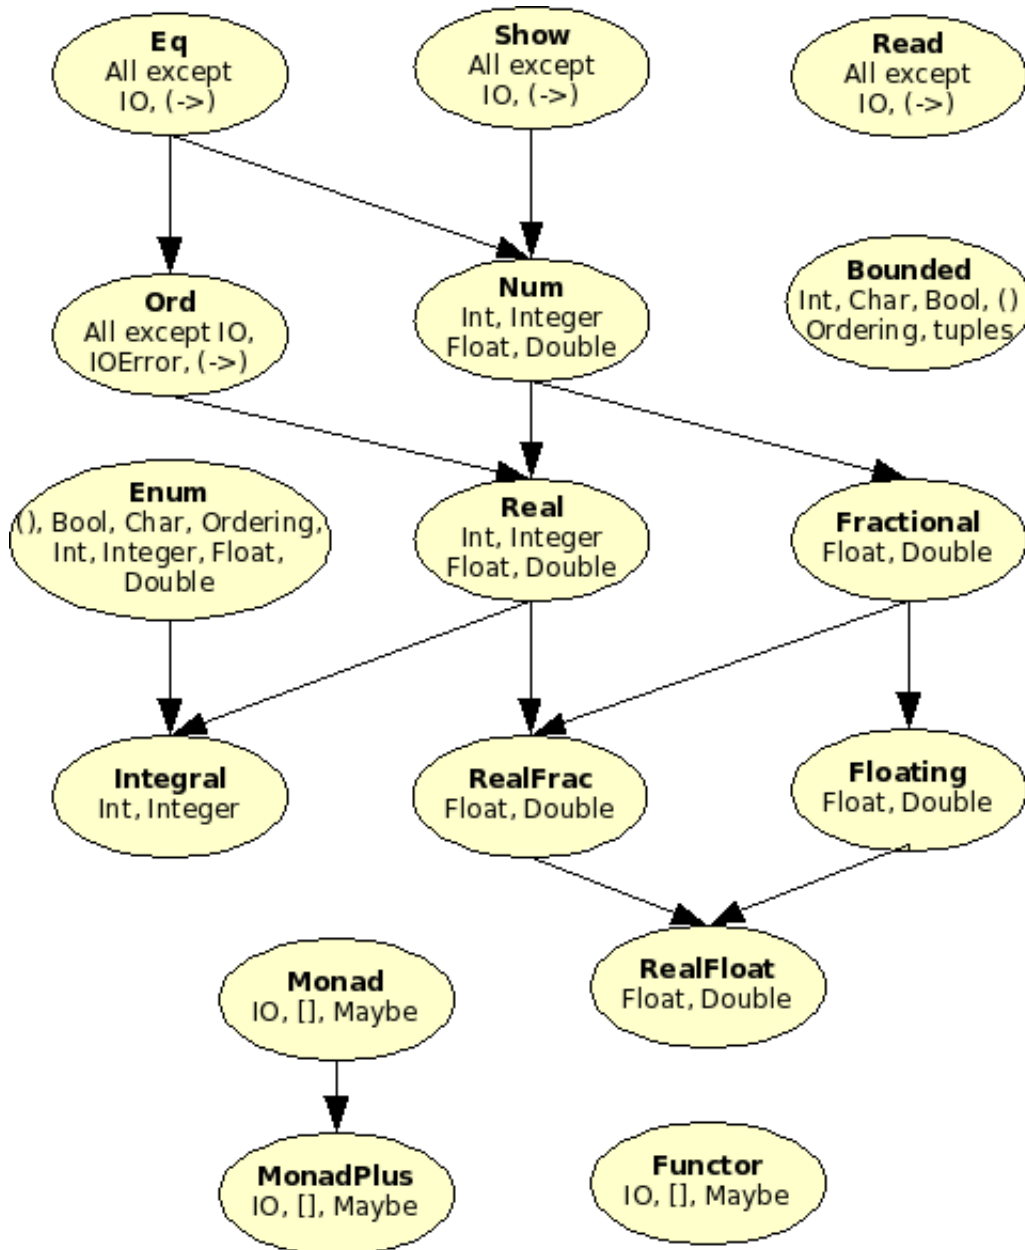 Eq
All except
IO, (->)
Show
All except
IO, (->)
Read
All except
IO, (->)
Ord
All except IO,
IOError, (->)
Num
Int, Integer
Float, Double
Bounded
Int, Char, Bool, ()
Ordering, tuples
Enum
(), Bool, Char, Ordering,
Int, Integer, Float,
Double
Real
Int, Integer
Float, Double
Fractional
Float, Double
Integral
Int, Integer
RealFrac
Float, Double
Floating
Float, Double
Monad
IO, [], Maybe
RealFloat
Float, Double
MonadPlus
IO, [], Maybe
Functor
IO, [], Maybe